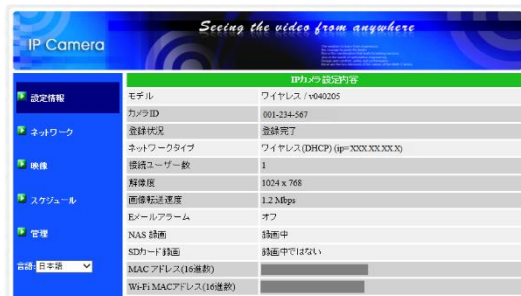 IP Camera
Seeing the video from anywhere
設定情報
ネットワーク
映像
スケジュール
管理
言語: 日本語
IPカメラ設定内容
モデル ワイヤレス / v040205
カメラID 001-234-567
登録状況 登録完了
ネットワークタイプ ワイヤレス(DHCP) (ip=XXX.XX.XX.X)
接続ユーザー数 1
解像度 1024 x 768
画像転送速度 1.2 Mbps
Eメールアラーム オフ
NAS 録画 録画中
SDカード録画 録画中ではない
MACアドレス(16進数)
Wi-Fi MACアドレス(16進数)